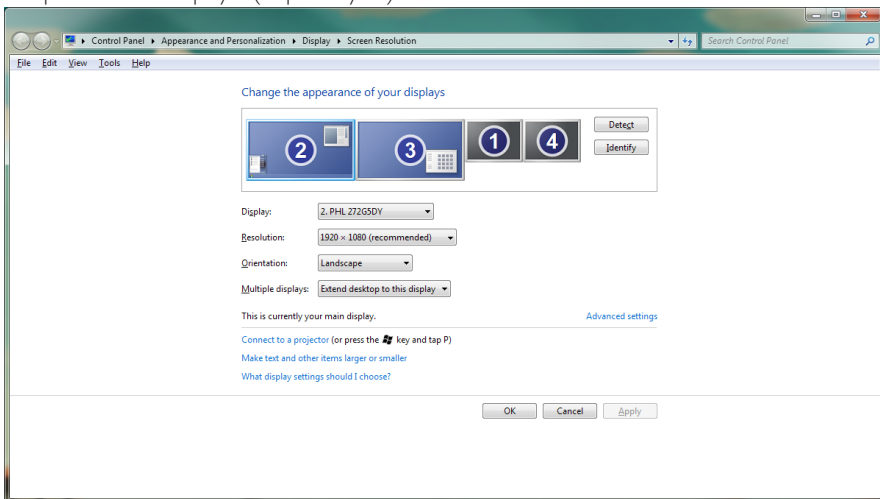 Control Panel ▸ Appearance and Personalization ▸ Display ▸ Screen Resolution
Search Control Panel
File Edit View Tools Help
Change the appearance of your displays
2 3 1 4
Detect
Identify
Display: 2. PHL 272G5DY
Resolution: 1920 × 1080 (recommended)
Orientation: Landscape
Multiple displays: Extend desktop to this display
This is currently your main display. Advanced settings
Connect to a projector (or press the key and tap P)
Make text and other items larger or smaller
What display settings should I choose?
OK Cancel Apply